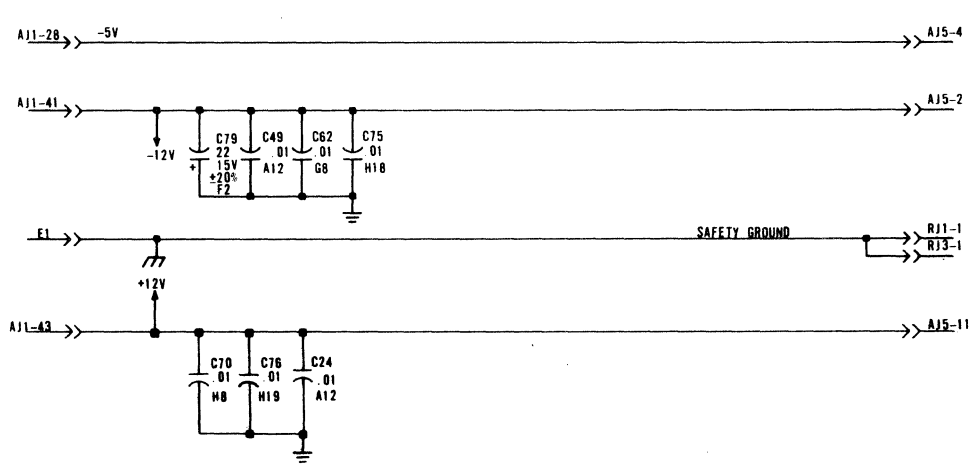 AJ1-28
-5V
AJ5-4
AJ1-41
AJ5-2
-12V
+
C79
22
15V
±20%
F2
C49
.01
A12
C62
.01
G8
C75
.01
H18
E1
SAFETY GROUND
RJ1-1
RJ3-1
+12V
AJ1-43
AJ5-11
C70
.01
H8
C76
.01
H19
C24
.01
A12